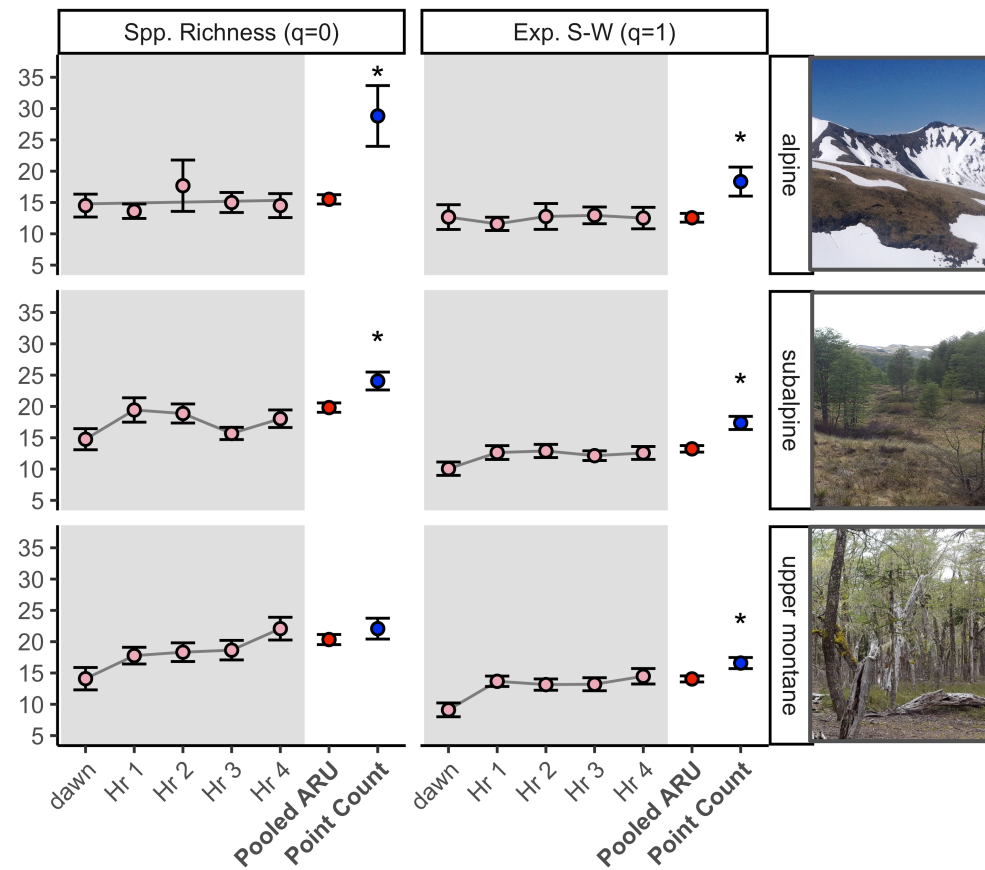 Spp. Richness (q=0)
Exp. S-W (q=1)
35
30
25
20
15
10
5
*
*
alpine
35
30
25
20
15
10
5
*
*
subalpine
35
30
25
20
15
10
5
*
upper montane
dawn
Hr 1
Hr 2
Hr 3
Hr 4
Pooled ARU
Point Count
dawn
Hr 1
Hr 2
Hr 3
Hr 4
Pooled ARU
Point Count